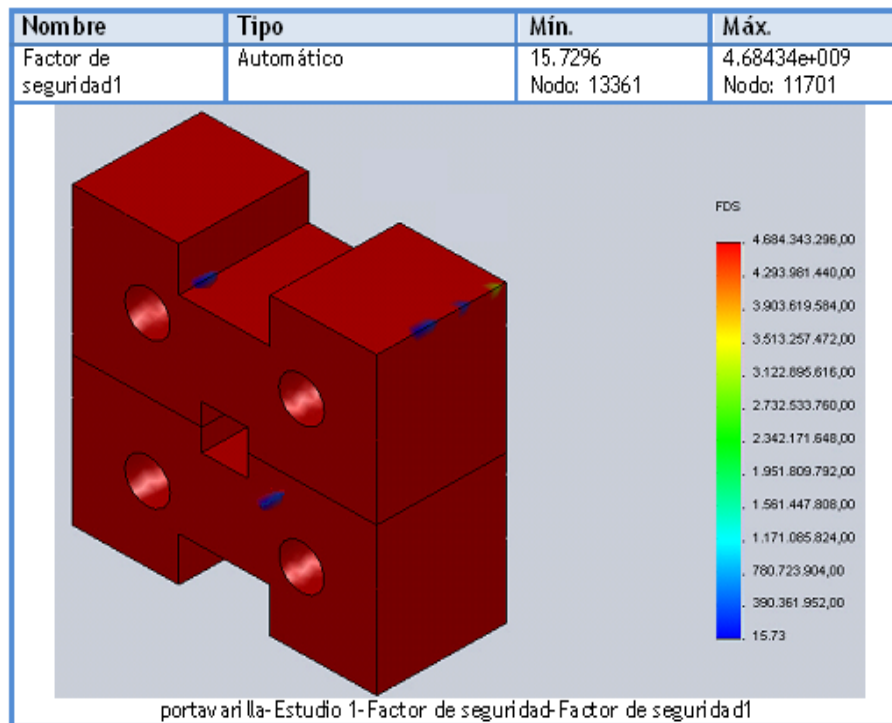 Nombre Tipo Mín. Máx.
Factor de seguridad1 Automático 15.7296 4.68434e+009
Nodo: 13361 Nodo: 11701
FDS
4.684.343.296,00
4.293.981.440,00
3.903.619.584,00
3.513.257.472,00
3.122.895.616,00
2.732.533.760,00
2.342.171.648,00
1.951.809.792,00
1.561.447.808,00
1.171.085.824,00
780.723.904,00
390.361.952,00
15.73
portavarilla-Estudio 1-Factor de seguridad-Factor de seguridad1